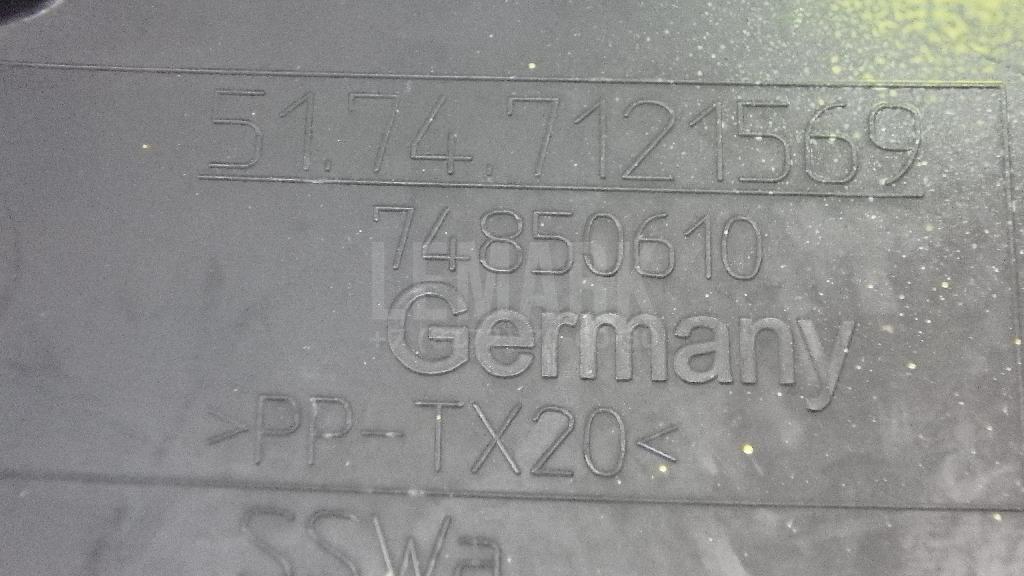 51.74.7121569
74850610
LEMARK
Germany
>PP-TX20<
SSWa